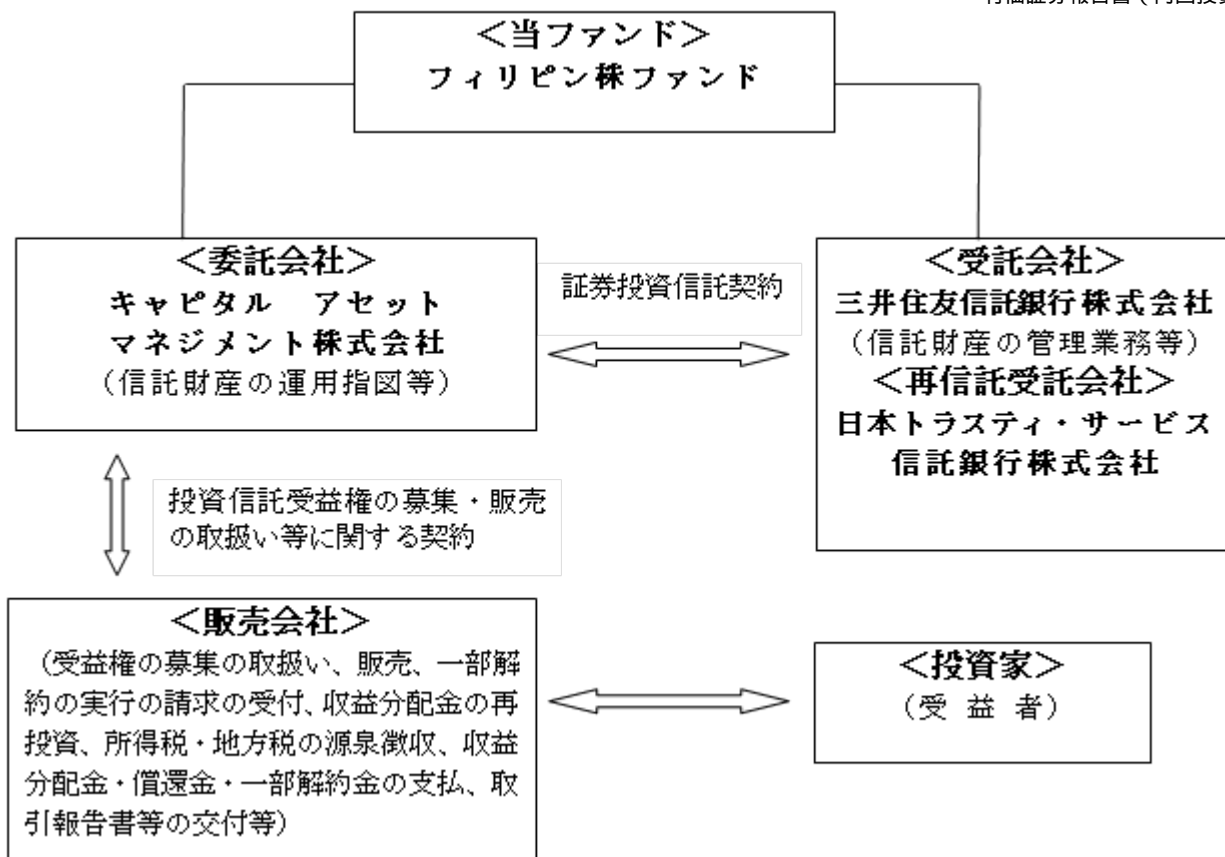 ＜当ファンド＞
フィリピン株ファンド
＜委託会社＞
キャピタル　アセット
マネジメント株式会社
（信託財産の運用指図等）
証券投資信託契約
＜受託会社＞
三井住友信託銀行株式会社
（信託財産の管理業務等）
＜再信託受託会社＞
日本トラスティ・サービス
信託銀行株式会社
投資信託受益権の募集・販売
の取扱い等に関する契約
＜販売会社＞
（受益権の募集の取扱い、販売、一部解
約の実行の請求の受付、収益分配金の再
投資、所得税・地方税の源泉徴収、収益
分配金・償還金・一部解約金の支払、取
引報告書等の交付等）
＜投資家＞
（受　益　者）